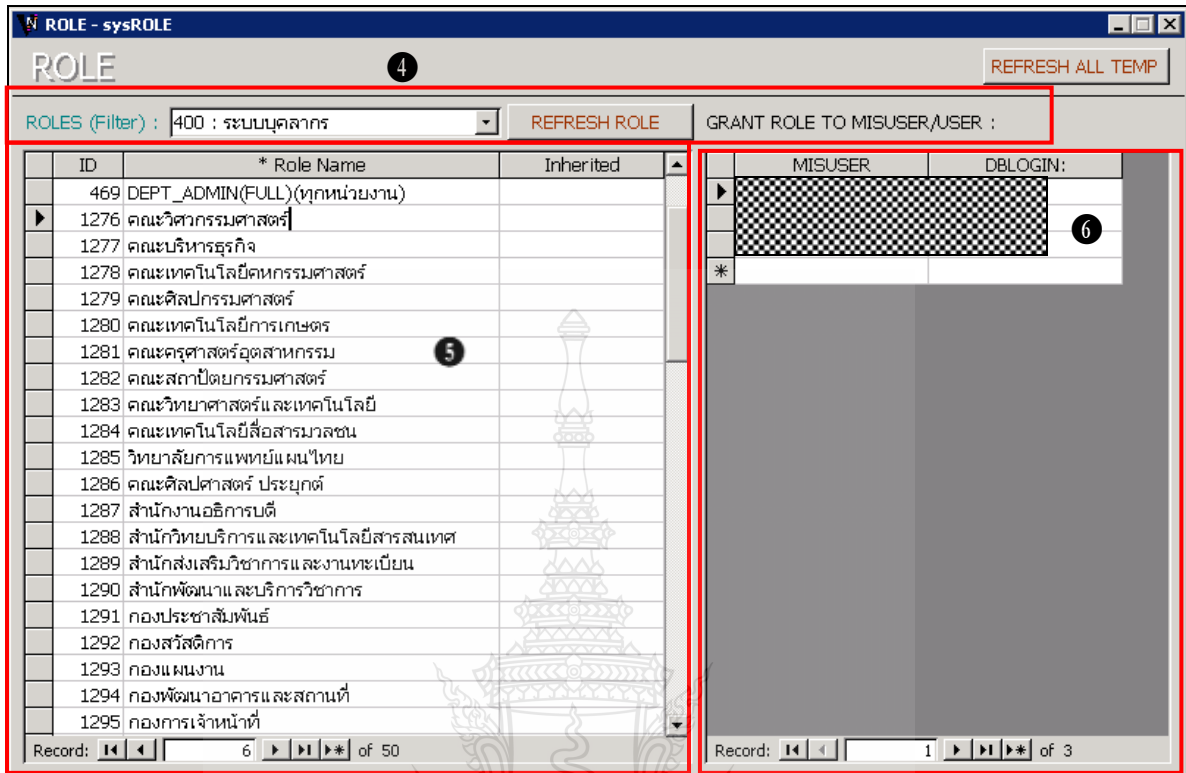 ROLE - sysROLE
ROLE
4
REFRESH ALL TEMP
ROLES (Filter) : 400 : ระบบบุคลากร REFRESH ROLE GRANT ROLE TO MISUSER/USER :
ID * Role Name Inherited
469 DEPT_ADMIN(FULL)(ทุกหน่วยงาน)
1276 คณะวิศวกรรมศาสตร์
1277 คณะบริหารธุรกิจ
1278 คณะเทคโนโลยีคหกรรมศาสตร์
1279 คณะศิลปกรรมศาสตร์
1280 คณะเทคโนโลยีการเกษตร
1281 คณะครุศาสตร์อุตสาหกรรม
5
1282 คณะสถาปัตยกรรมศาสตร์
1283 คณะวิทยาศาสตร์และเทคโนโลยี
1284 คณะเทคโนโลยีสื่อสารมวลชน
1285 วิทยาลัยการแพทย์แผนไทย
1286 คณะศิลปศาสตร์ ประยุกต์
1287 สำนักงานอธิการบดี
1288 สำนักวิทยบริการและเทคโนโลยีสารสนเทศ
1289 สำนักส่งเสริมวิชาการและงานทะเบียน
1290 สำนักพัฒนาและบริการวิชาการ
1291 กองประชาสัมพันธ์
1292 กองสวัสดิการ
1293 กองแผนงาน
1294 กองพัฒนาอาคารและสถานที่
1295 กองการเจ้าหน้าที่
Record: 6 of 50
MISUSER DBLOGIN:
6
Record: 1 of 3